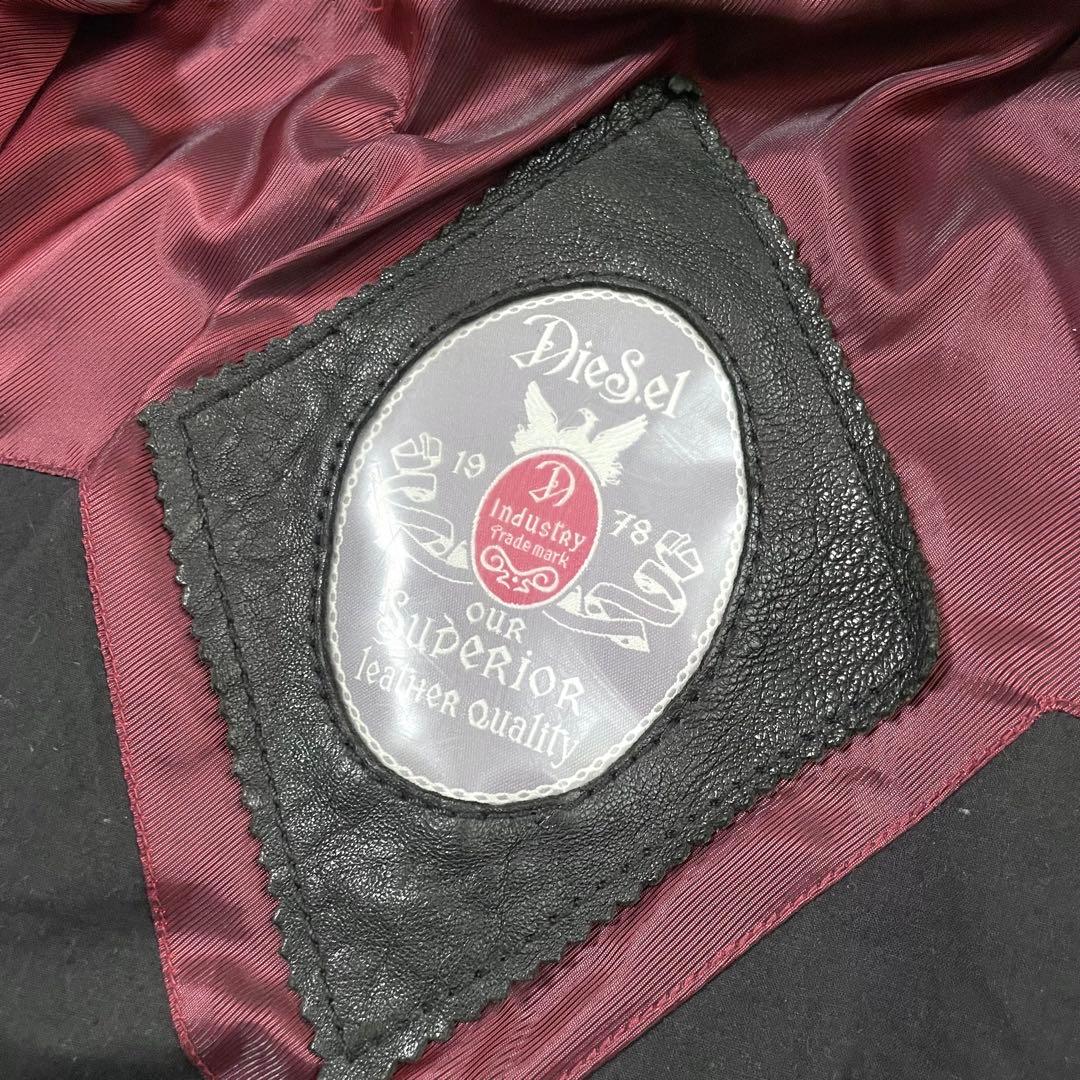 DieS.el
19 78
D
Industry
Trade mark
OUR
SUPERIOR
leather Quality